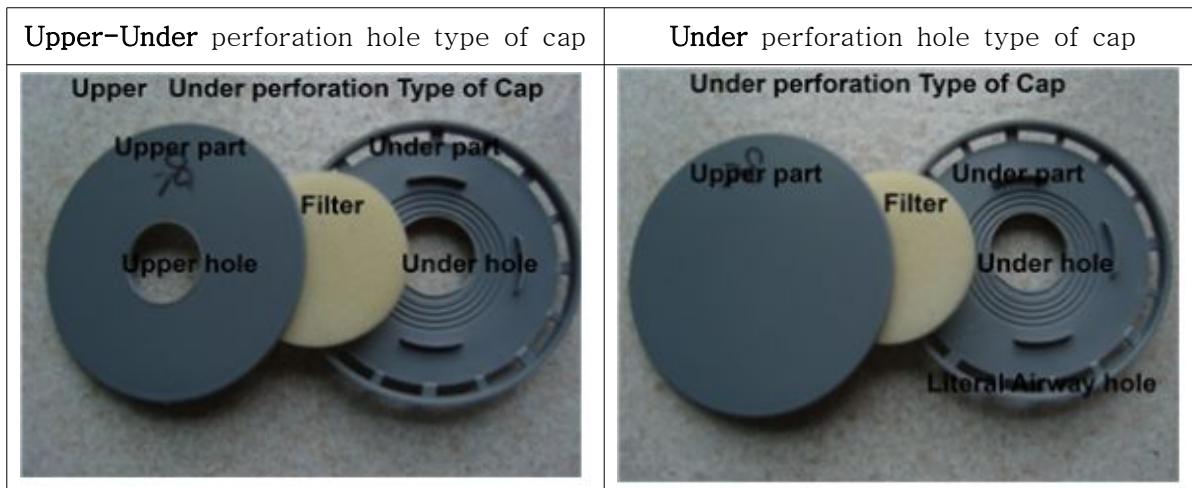 Upper-Under perforation hole type of cap
Under perforation hole type of cap
Upper Under perforation Type of Cap
Upper part
Under part
Filter
Upper hole
Under hole
Under perforation Type of Cap
Upper part
Under part
Filter
Under hole
Literal Airway hole